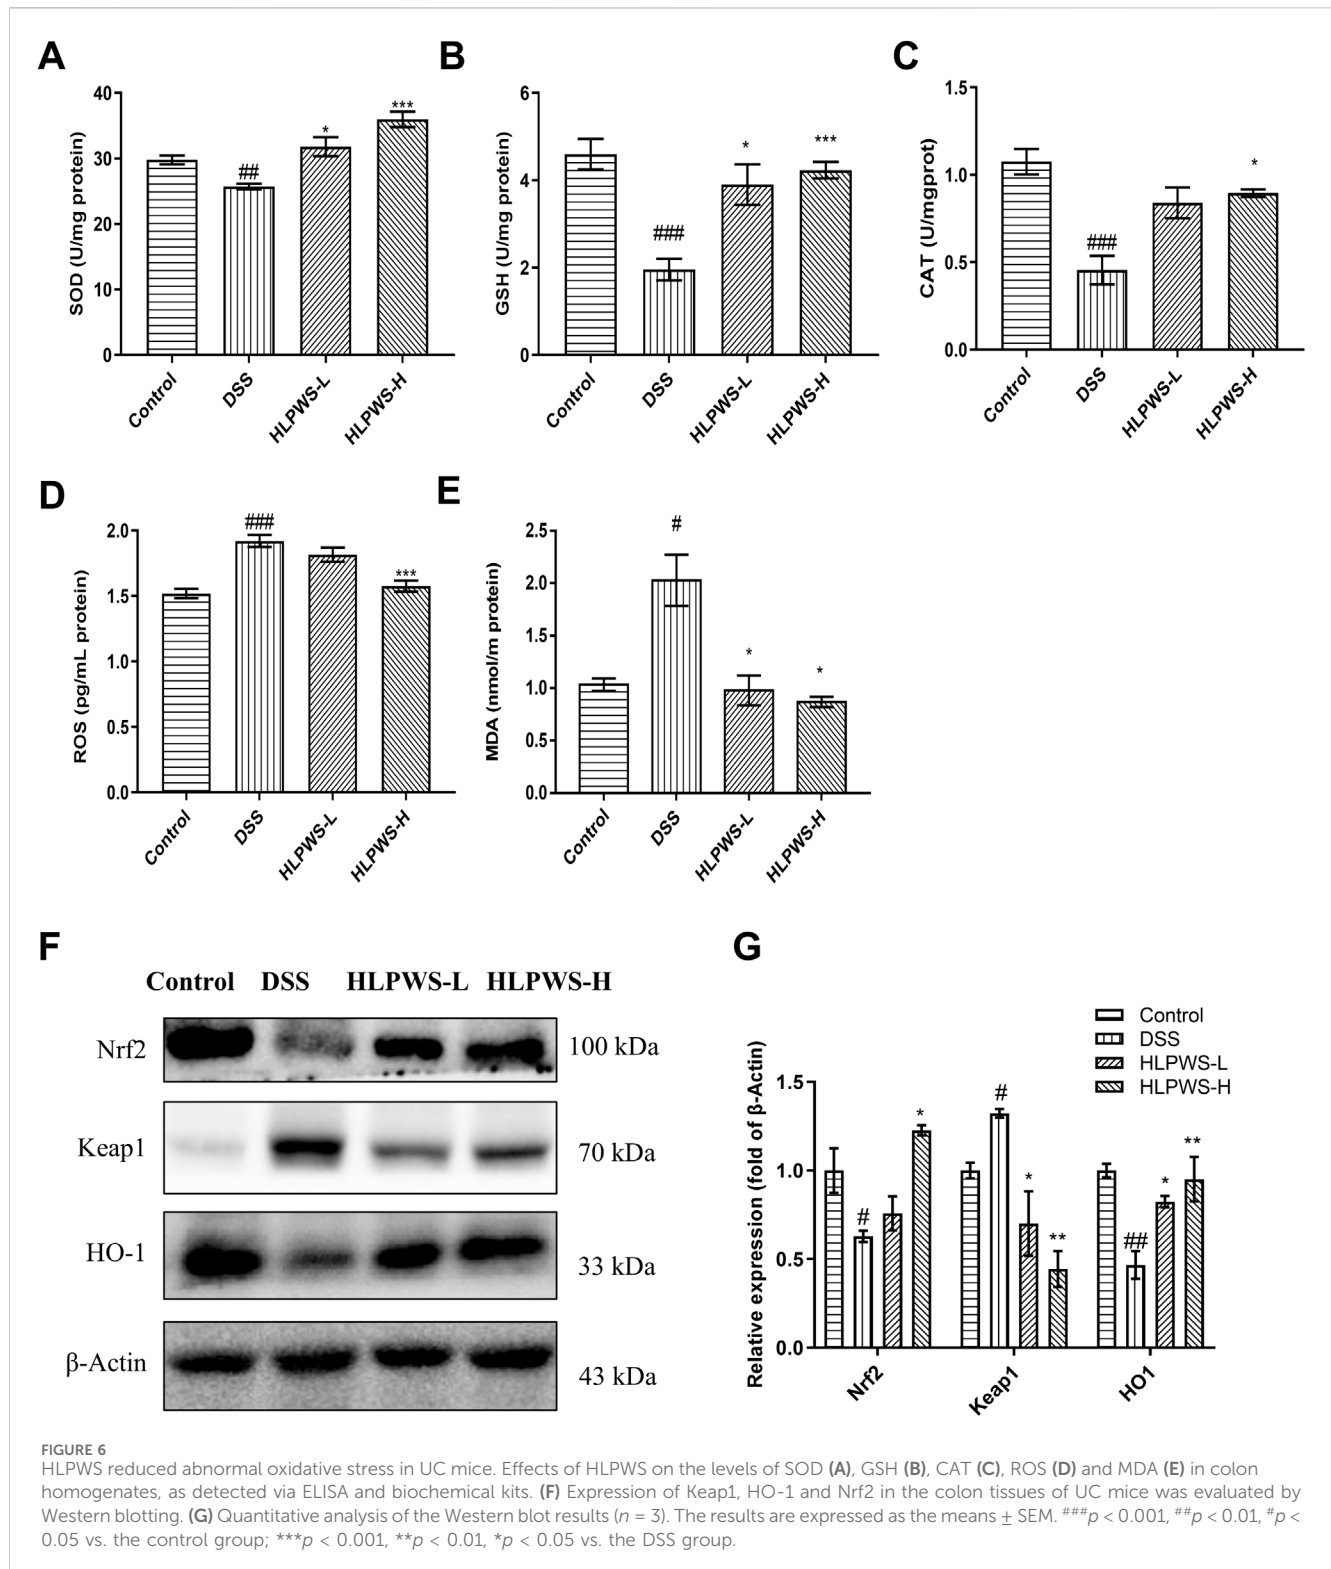 A
SOD (U/mg protein)
40
30
20
10
0
##
*
***
Control
DSS
HLPWS-L
HLPWS-H
B
GSH (U/mg protein)
6
4
2
0
###
*
***
Control
DSS
HLPWS-L
HLPWS-H
C
CAT (U/mgprot)
1.5
1.0
0.5
0.0
###
*
Control
DSS
HLPWS-L
HLPWS-H
D
ROS (pg/mL protein)
2.0
1.5
1.0
0.5
0.0
###
***
Control
DSS
HLPWS-L
HLPWS-H
E
MDA (nmol/m protein)
2.5
2.0
1.5
1.0
0.5
0.0
#
*
*
Control
DSS
HLPWS-L
HLPWS-H
F
Control DSS HLPWS-L HLPWS-H
Nrf2 100 kDa
Keap1 70 kDa
HO-1 33 kDa
β-Actin 43 kDa
G
Control
DSS
HLPWS-L
HLPWS-H
Relative expression (fold of β-Actin)
1.5
1.0
0.5
0.0
#
*
#
*
**
##
*
**
Nrf2
Keap1
HO1
FIGURE 6
HLPWS reduced abnormal oxidative stress in UC mice. Effects of HLPWS on the levels of SOD (A), GSH (B), CAT (C), ROS (D) and MDA (E) in colon
homogenates, as detected via ELISA and biochemical kits. (F) Expression of Keap1, HO-1 and Nrf2 in the colon tissues of UC mice was evaluated by
Western blotting. (G) Quantitative analysis of the Western blot results (n = 3). The results are expressed as the means ± SEM. ###p < 0.001, ##p < 0.01, #p <
0.05 vs. the control group; ***p < 0.001, **p < 0.01, *p < 0.05 vs. the DSS group.